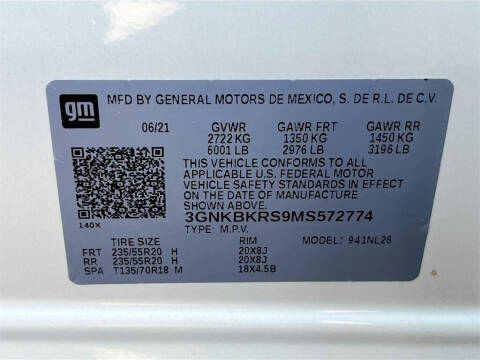 gm
MFD BY GENERAL MOTORS DE MEXICO, S. DE R.L. DE C.V.
06/21 GVWR GAWR FRT GAWR RR
2722 KG 1350 KG 1450 KG
6001 LB 2976 LB 3196 LB
THIS VEHICLE CONFORMS TO ALL
APPLICABLE U.S. FEDERAL MOTOR
VEHICLE SAFETY STANDARDS IN EFFECT
ON THE DATE OF MANUFACTURE
SHOWN ABOVE.
3GNKBKRS9MS572774
140X TYPE: M.P.V.
TIRE SIZE RIM MODEL: 941NL26
FRT 235/55R20 H 20X8J
RR 235/55R20 H 20X8J
SPA T135/70R18 M 18X4.5B